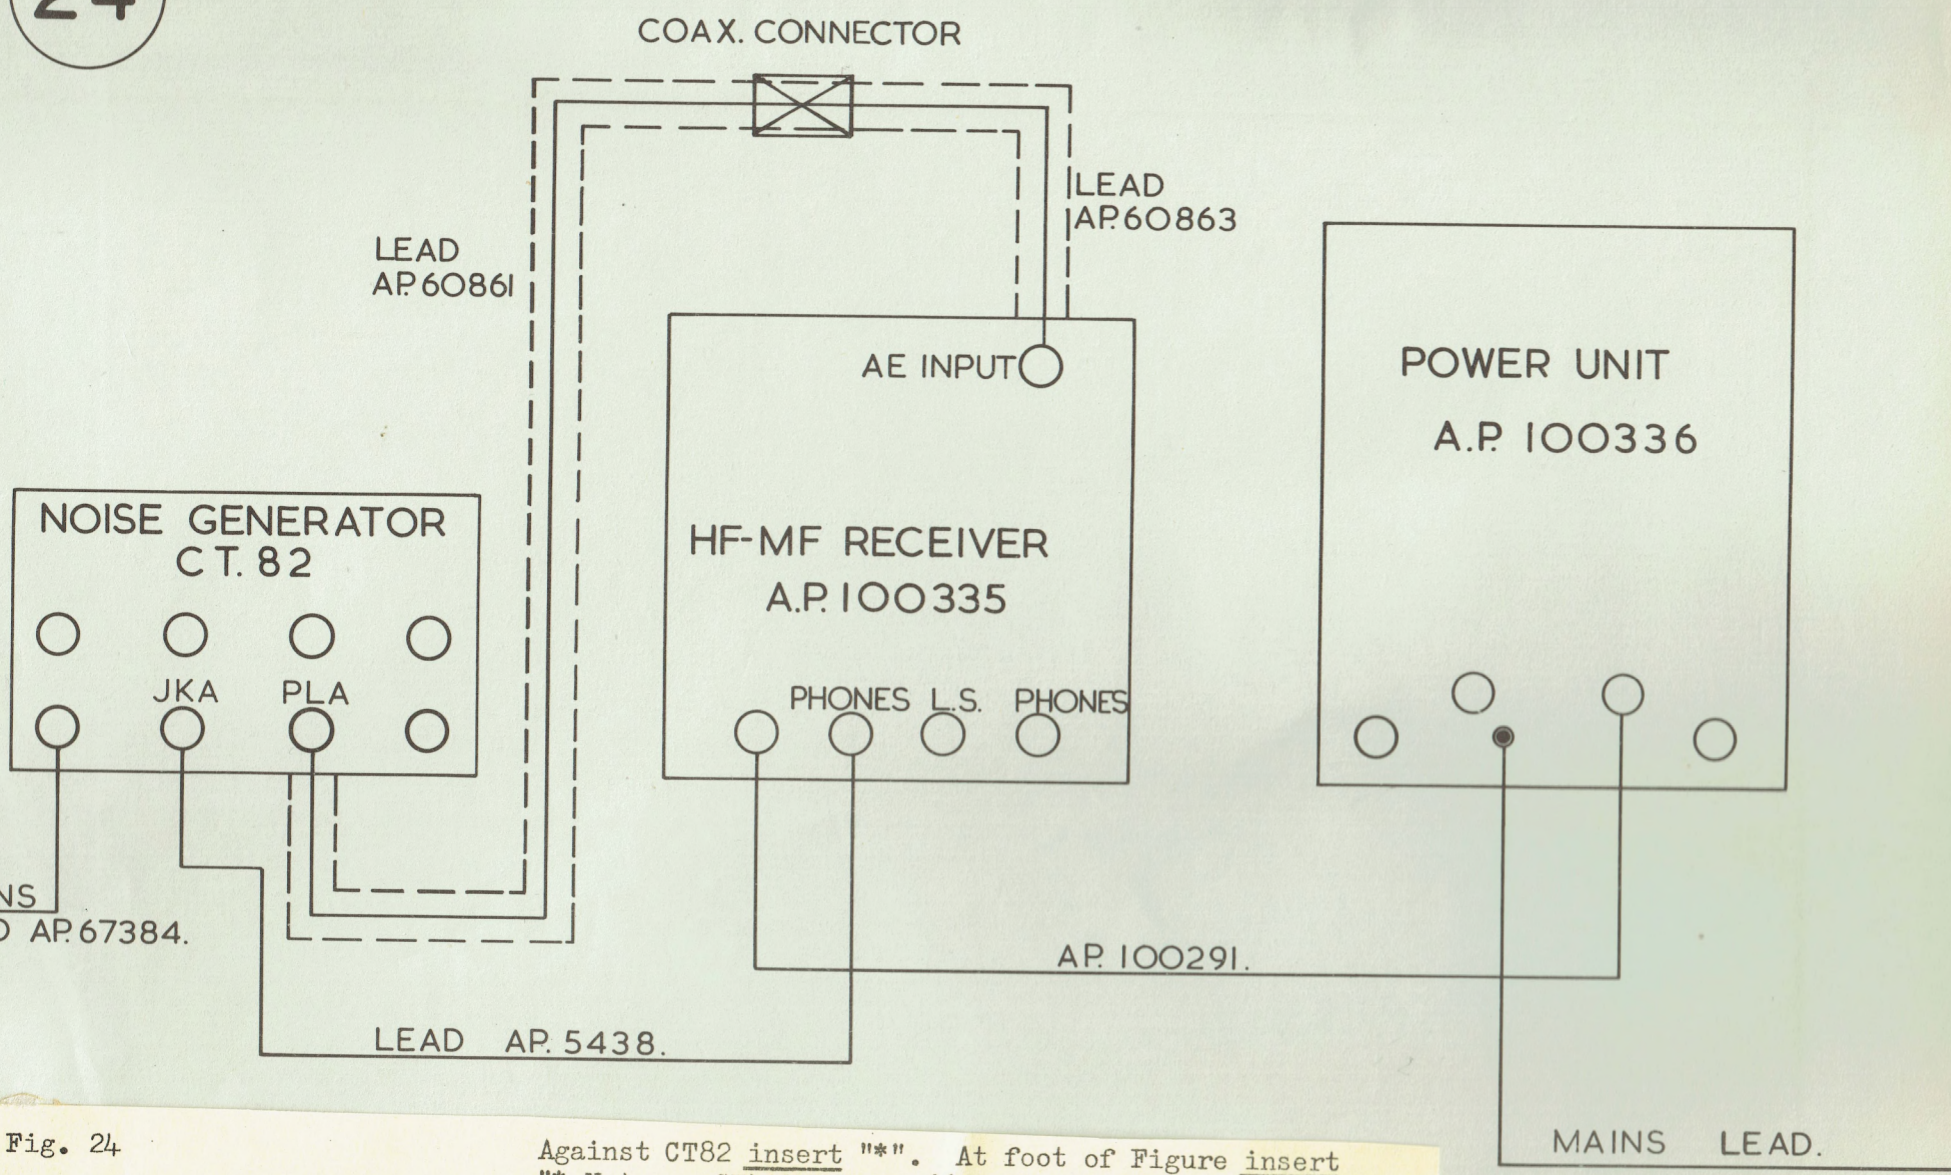 24
COAX. CONNECTOR
LEAD
AP.60863
LEAD
AP.60861
AE INPUT
POWER UNIT
A.P. 100336
NOISE GENERATOR
CT.82
HF-MF RECEIVER
A.P. 100335
JKA PLA
PHONES L.S. PHONES
NS
D AP.67384.
AP. 100291.
LEAD AP. 5438.
MAINS LEAD.
Fig. 24
Against CT82 insert "*". At foot of Figure insert